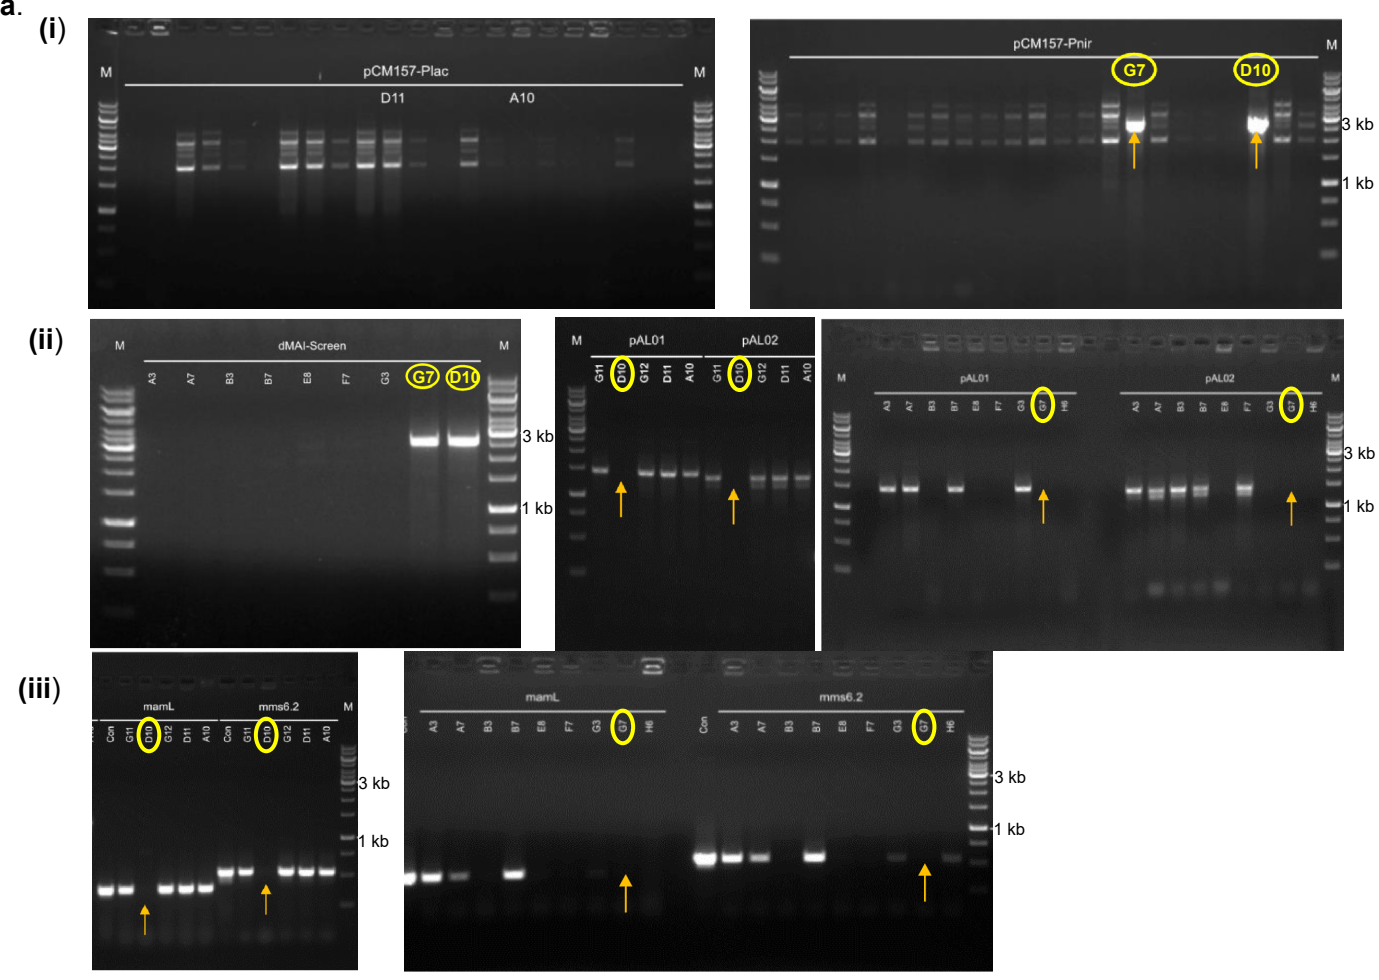 a.
(i)
M pCM157-Plac M
D11 A10
pCM157-Pnir M
G7 D10
3 kb
1 kb
(ii)
M dMAI-Screen M
A3 A7 B3 B7 E8 F7 G3 G7 D10
3 kb
1 kb
M pAL01 pAL02
G11 D10 G12 D11 A10 G11 D10 G12 D11 A10
M pAL01 pAL02 M
A3 A7 B3 B7 E8 F7 G3 G7 H6 A3 A7 B3 B7 E8 F7 G3 G7 H6
3 kb
1 kb
(iii)
mamL mms6.2 M
Con G11 D10 G12 D11 A10 Con G11 D10 G12 D11 A10
3 kb
1 kb
mamL mms6.2
A3 A7 B3 B7 E8 F7 G3 G7 H6 Con A3 A7 B3 B7 E8 F7 G3 G7 H6
3 kb
1 kb